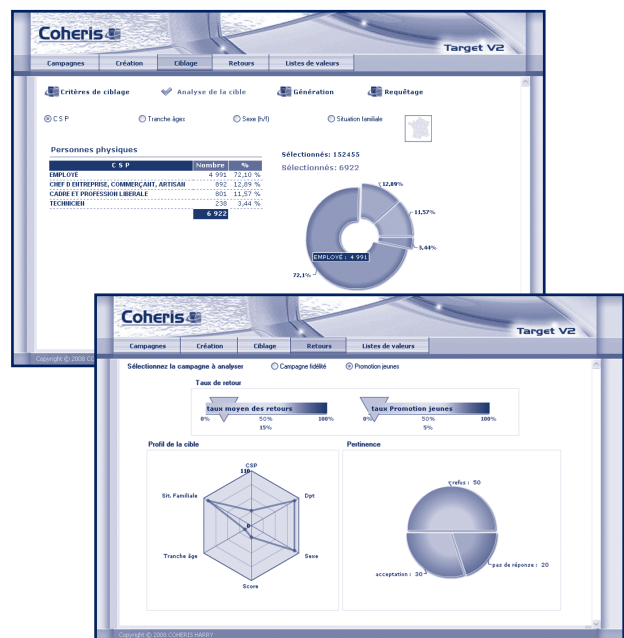 Coheris
Target V2
Campagnes Création Ciblage Retours Listes de valeurs
Critères de ciblage Analyse de la cible Génération Requêtage
C S P Tranche âges Sexe (h/f) Situation familiale
Personnes physiques
C S P Nombre %
EMPLOYÉ 4 991 72,10 %
CHEF D ENTREPRISE, COMMERÇANT, ARTISAN 892 12,89 %
CADRE ET PROFESSION LIBERALE 801 11,57 %
TECHNICIEN 238 3,44 %
6 922
Sélectionnés: 152455
Sélectionnés: 6922
12,89%
11,57%
3,44%
EMPLOYÉ : 4 991
72,1%
Copyright © 2008 CO
Coheris
Target V2
Campagnes Création Ciblage Retours Listes de valeurs
Sélectionnez la campagne à analyser Campagne fidélité Promotion jeunes
Taux de retour
taux moyen des retours
0% 50% 100%
15%
taux Promotion jeunes
0% 50% 100%
5%
Profil de la cible
CSP
110
Sit. Familiale
Dpt
0
Tranche âge
Sexe
Score
Pertinence
refus : 50
pas de réponse : 20
acceptation : 30
Copyright © 2008 COHERIS HARRY